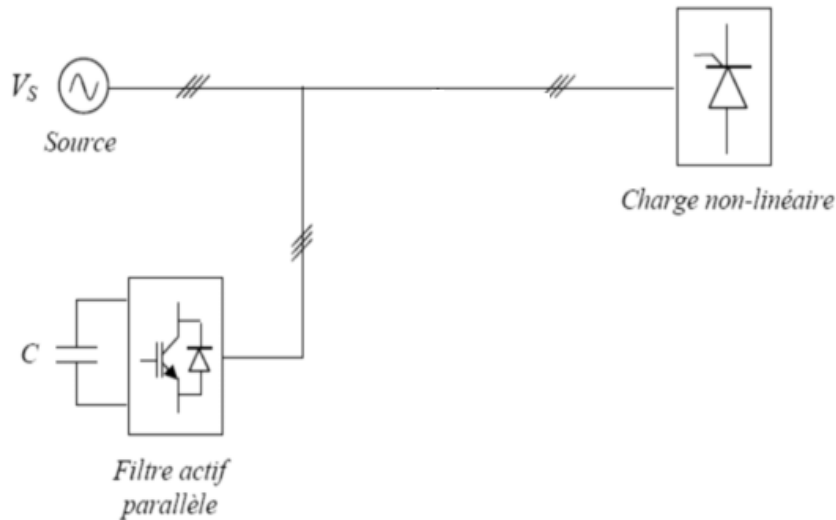 V_S
Source
Charge non-linéaire
C
Filtre actif
parallèle